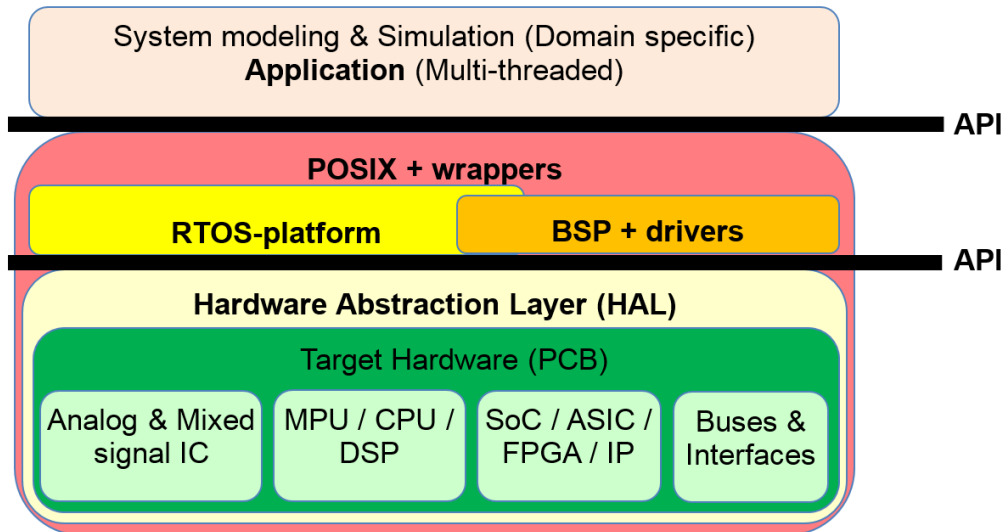 System modeling & Simulation (Domain specific)
Application (Multi-threaded)
API
POSIX + wrappers
RTOS-platform
BSP + drivers
API
Hardware Abstraction Layer (HAL)
Target Hardware (PCB)
Analog & Mixed
signal IC
MPU / CPU /
DSP
SoC / ASIC /
FPGA / IP
Buses &
Interfaces